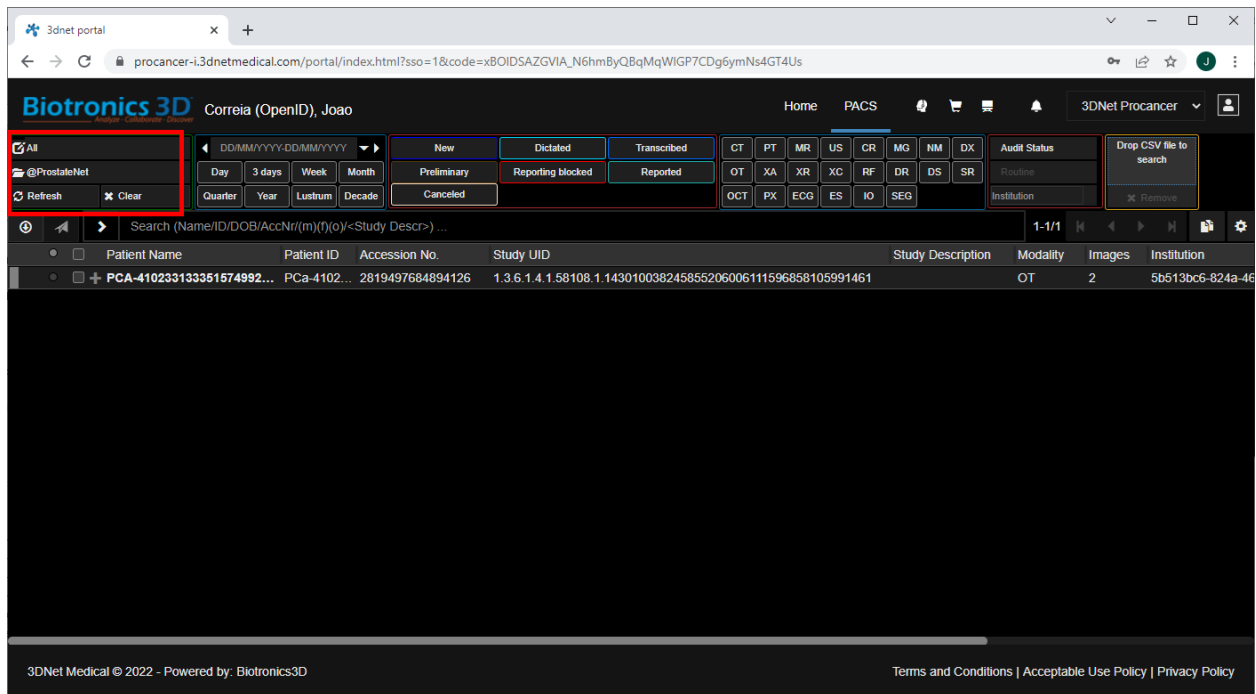 3dnet portal
procancer-i.3dnetmedical.com/portal/index.html?sso=1&code=xBOIDSAZGVIA_N6hmByQBqMqWIGP7CDg6ymNs4GT4Us
J
Biotronics 3D Correia (OpenID), Joao Home PACS 3DNet Procancer
Analyze - Collaborate - Discover
All DD/MM/YYYY-DD/MM/YYYY New Dictated Transcribed CT PT MR US CR MG NM DX Audit Status Drop CSV file to search
@ProstateNet Day 3 days Week Month Preliminary Reporting blocked Reported OT XA XR XC RF DR DS SR Routine
Refresh Clear Quarter Year Lustrum Decade Canceled OCT PX ECG ES IO SEG Institution Remove
Search (Name/ID/DOB/AccNr/(m)(f)(o)/<Study Descr>) ... 1-1/1
Patient Name Patient ID Accession No. Study UID Study Description Modality Images Institution
PCA-410233133351574992... PCa-4102... 2819497684894126 1.3.6.1.4.1.58108.1.143010038245855206006111596858105991461 OT 2 5b513bc6-824a-46
3DNet Medical © 2022 - Powered by: Biotronics3D Terms and Conditions | Acceptable Use Policy | Privacy Policy